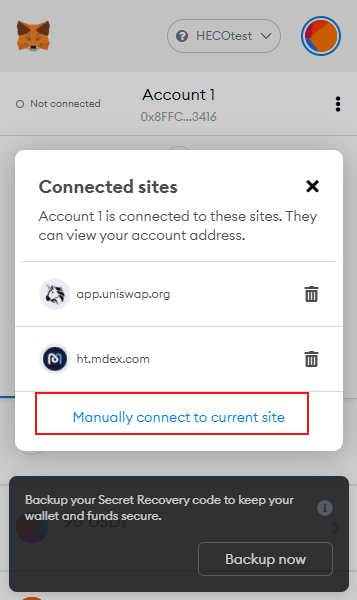 HECOtest
Not connected
Account 1
0x8FFC...3416
Connected sites
Account 1 is connected to these sites. They
can view your account address.
app.uniswap.org
ht.mdex.com
Manually connect to current site
Backup your Secret Recovery code to keep your
wallet and funds secure.
Backup now